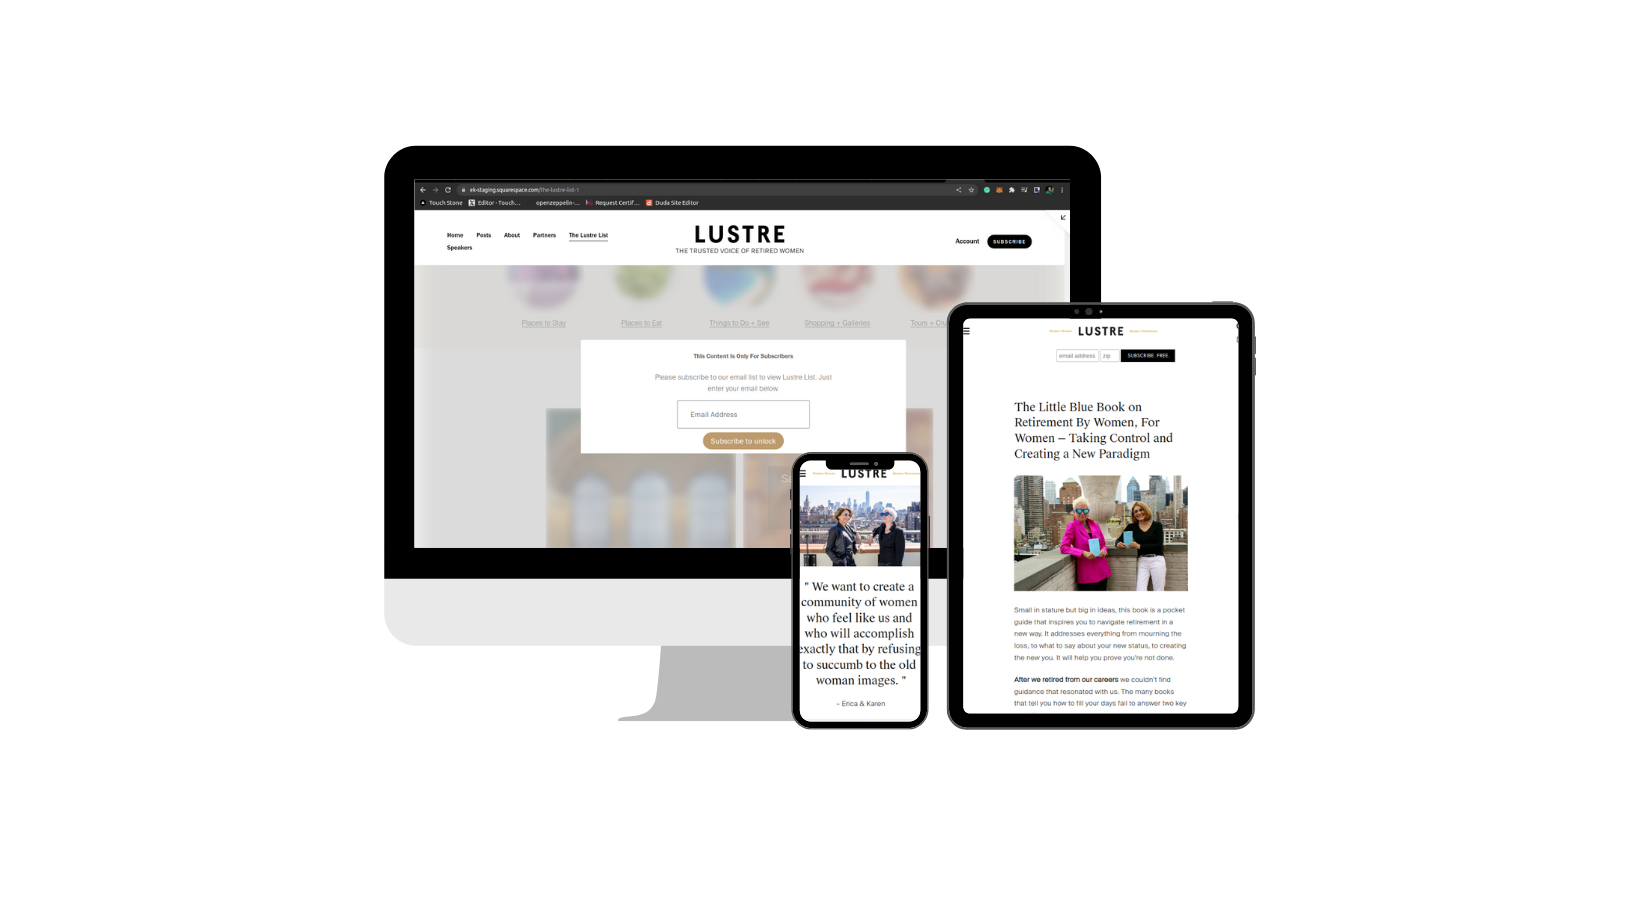 ek-staging.squarespace.com/the-lustre-list-1
Touch Stone Editor - Touch... openzeppelin-... Request Certif... Duda Site Editor
Home Posts About Partners The Lustre List
Speakers
LUSTRE
THE TRUSTED VOICE OF RETIRED WOMEN
Account SUBSCRIBE
Places to Stay Places to Eat Things to Do + See Shopping + Galleries Tours +
This Content Is Only For Subscribers
Please subscribe to our email list to view Lustre List. Just
enter your email below.
Email Address
Subscribe to unlock
LUSTRE
" We want to create a
community of women
who feel like us and
who will accomplish
exactly that by refusing
to succumb to the old
woman images. "
- Erica & Karen
LUSTRE
email address zip SUBSCRIBE FREE
The Little Blue Book on
Retirement By Women, For
Women – Taking Control and
Creating a New Paradigm
Small in stature but big in ideas, this book is a pocket
guide that inspires you to navigate retirement in a
new way. It addresses everything from mourning the
loss, to what to say about your new status, to creating
the new you. It will help you prove you're not done.
After we retired from our careers we couldn't find
guidance that resonated with us. The many books
that tell you how to fill your days fail to answer two key